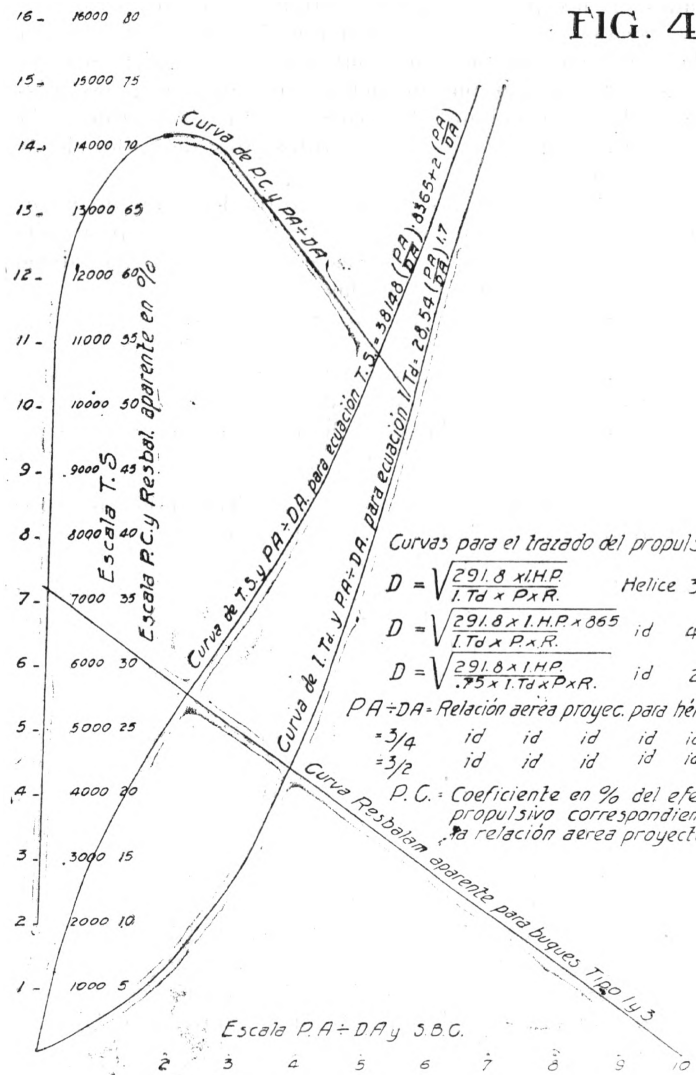 FIG. 4
16 - 16000 80
15 - 15000 75
14 - 14000 70
13 - 13000 65
12 - 12000 60
11 - 11000 55
10 - 10000 50
9 - 9000 45
8 - 8000 40
7 - 7000 35
6 - 6000 30
5 - 5000 25
4 - 4000 20
3 - 3000 15
2 - 2000 10
1 - 1000 5
Escala T.S
Escala P.C. y Resbal. aparente en %
Curva de P.C. y PA÷DA
Curva de T.S. y PA÷DA. para ecuación T.S. = 38148 (PA/DA) .8365+2 (PA/DA)
Curva de I.Td. y PA÷DA. para ecuación I/Td = 28,54 (PA/DA) 1.7
Curva Resbalam aparente para buques Tipo 1 y 3
Curvas para el trazado del propuls
D = √ 291.8 x I.H.P. / I.Td x P x R. Helice 3
D = √ 291.8 x I.H.P. x 865 / I.Td x P. x R. id 4
D = √ 291.8 x I.H.P. / .75 x I.Td x P x R. id 2
PA÷DA = Relación aerea proyec. para hél
= 3/4 id id id id id
= 3/2 id id id id id
P.C. = Coeficiente en % del efe
propulsivo correspondien
la relación aerea proyect
Escala P.A÷DA y S.B.C.
2 3 4 5 6 7 8 9 10